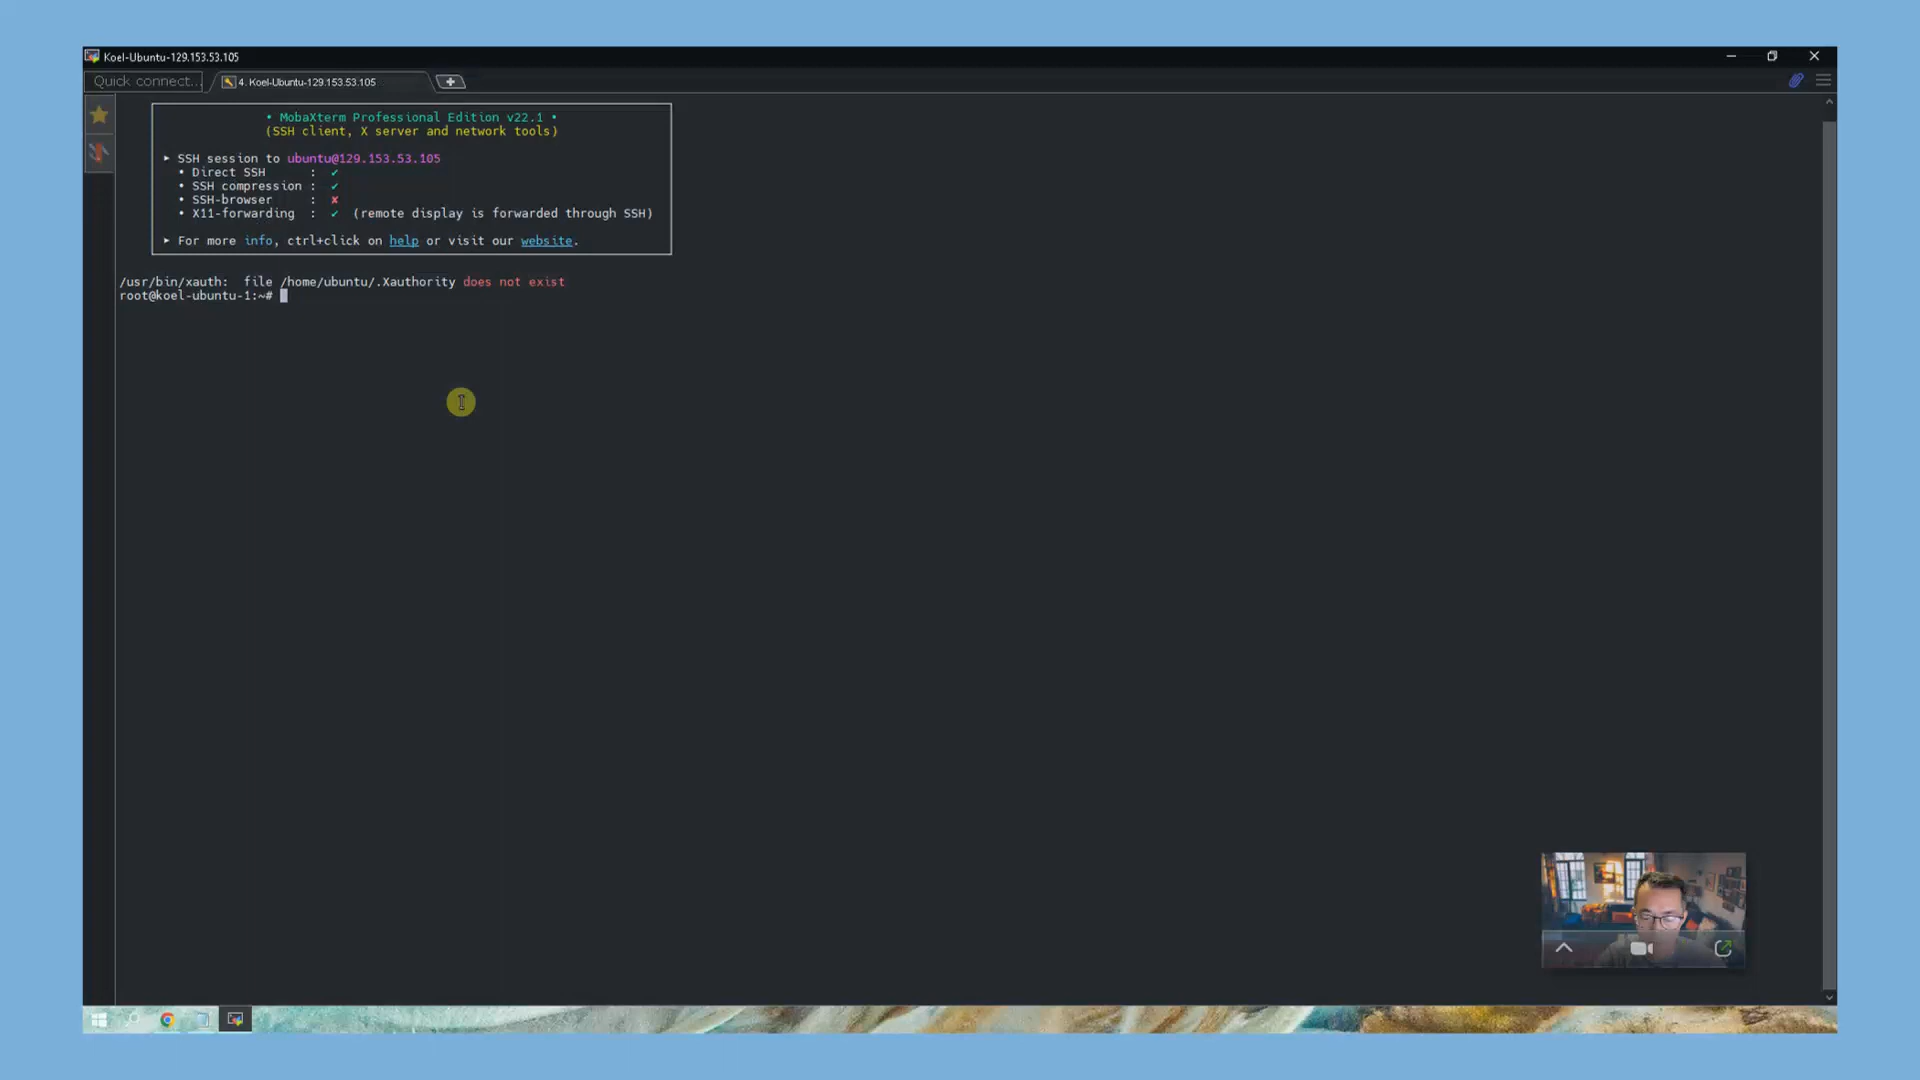 Koel-Ubuntu-129.153.53.105
Quick connect...
4. Koel-Ubuntu-129.153.53.105
• MobaXterm Professional Edition v22.1 •
(SSH client, X server and network tools)
▸ SSH session to ubuntu@129.153.53.105
• Direct SSH : ✔
• SSH compression : ✔
• SSH-browser : ✘
• X11-forwarding : ✔ (remote display is forwarded through SSH)
▸ For more info, ctrl+click on help or visit our website.
/usr/bin/xauth: file /home/ubuntu/.Xauthority does not exist
root@koel-ubuntu-1:~#